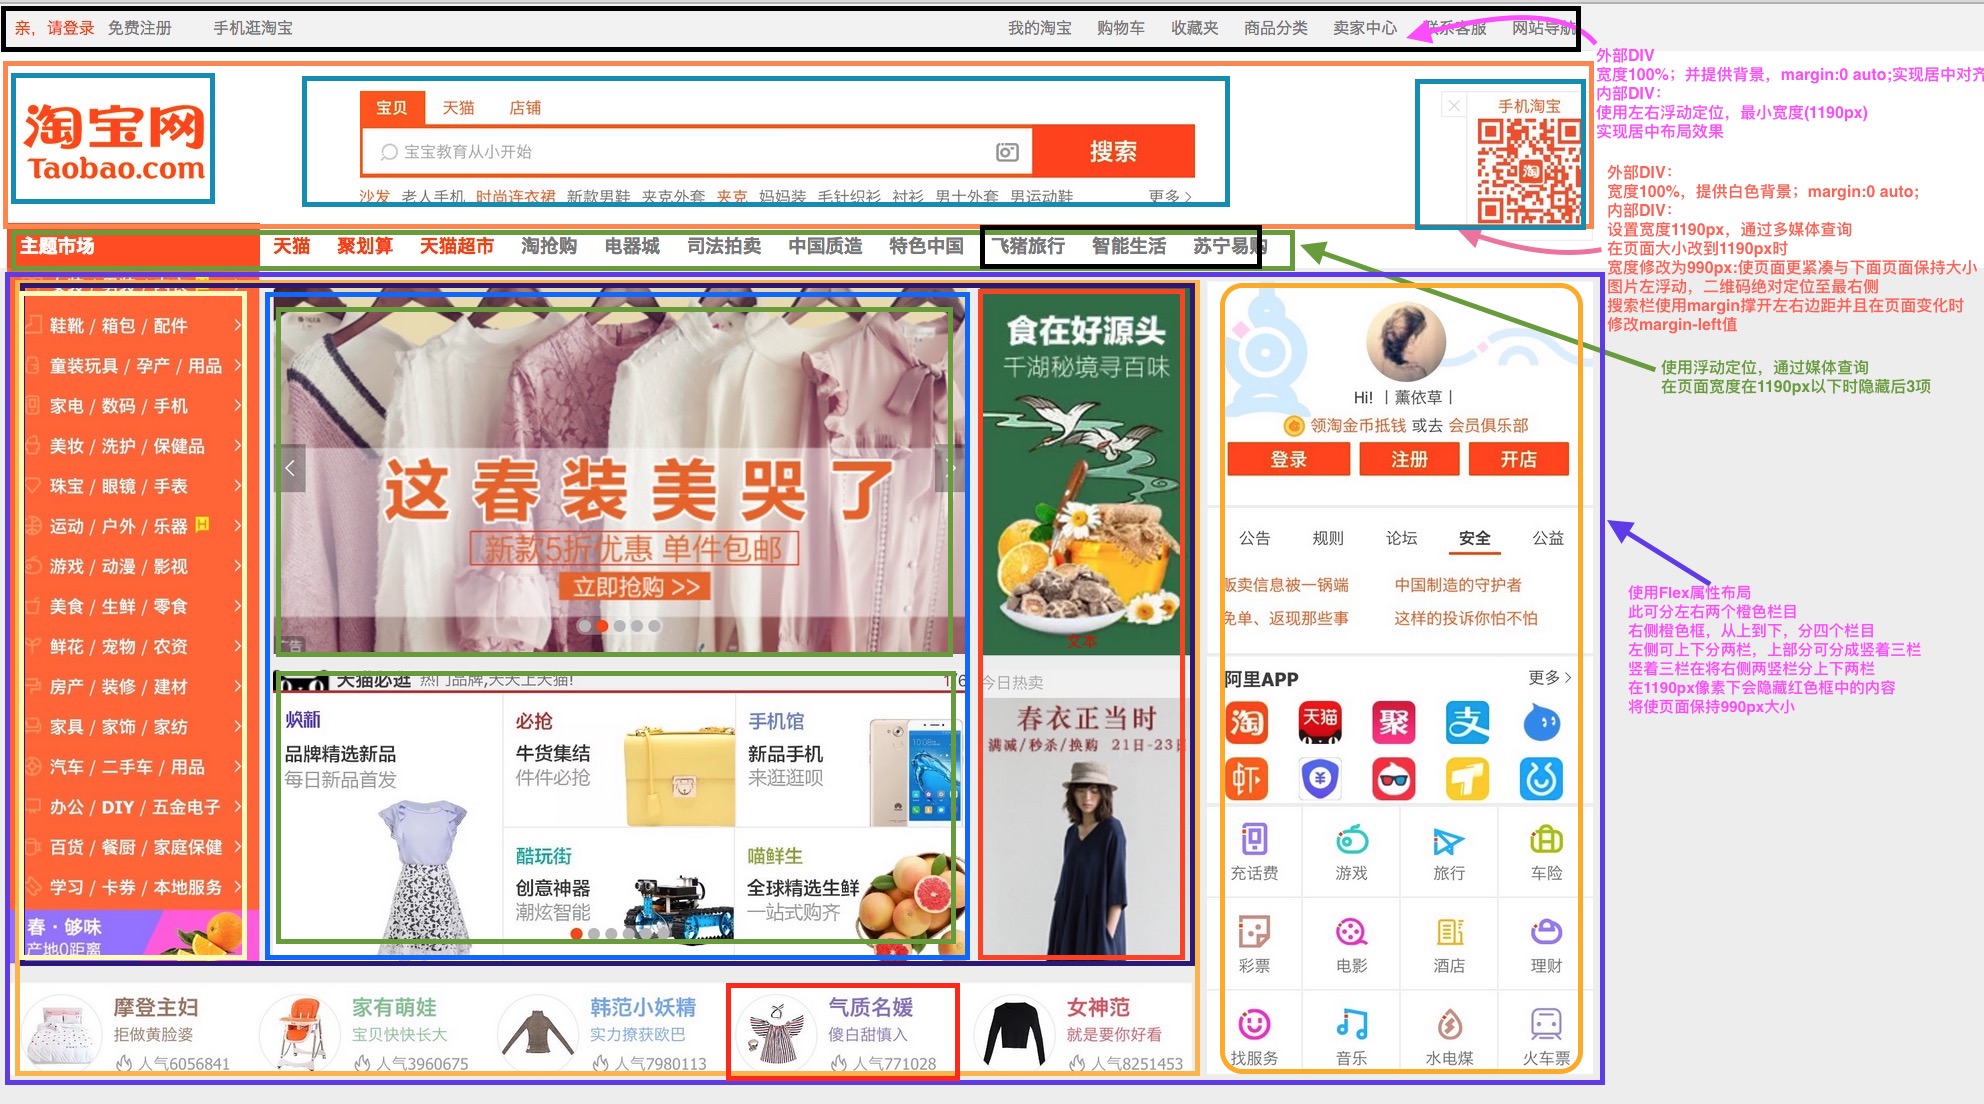 亲，请登录 免费注册 手机逛淘宝 我的淘宝 购物车 收藏夹 商品分类 卖家中心 联系客服 网站导航
外部DIV
宽度100%；并提供背景，margin:0 auto;实现居中对齐
内部DIV：
使用左右浮动定位，最小宽度(1190px)
实现居中布局效果
淘宝网
Taobao.com
宝贝 天猫 店铺
宝宝教育从小开始 搜索
沙发 老人手机 时尚连衣裙 新款男鞋 夹克外套 夹克 妈妈装 毛针织衫 衬衫 男士外套 男运动鞋 更多
手机淘宝
淘
外部DIV：
宽度100%，提供白色背景；margin:0 auto;
内部DIV：
设置宽度1190px，通过多媒体查询
在页面大小改到1190px时
宽度修改为990px:使页面更紧凑与下面页面保持大小
图片左浮动，二维码绝对定位至最右侧
搜索栏使用margin撑开左右边距并且在页面变化时
修改margin-left值
主题市场 天猫 聚划算 天猫超市 淘抢购 电器城 司法拍卖 中国质造 特色中国 飞猪旅行 智能生活 苏宁易购
使用浮动定位，通过媒体查询
在页面宽度在1190px以下时隐藏后3项
鞋靴 / 箱包 / 配件
童装玩具 / 孕产 / 用品
家电 / 数码 / 手机
美妆 / 洗护 / 保健品
珠宝 / 眼镜 / 手表
运动 / 户外 / 乐器 H
游戏 / 动漫 / 影视
美食 / 生鲜 / 零食
鲜花 / 宠物 / 农资
房产 / 装修 / 建材
家具 / 家饰 / 家纺
汽车 / 二手车 / 用品
办公 / DIY / 五金电子
百货 / 餐厨 / 家庭保健
学习 / 卡券 / 本地服务
春 · 够味
产地0距离
这春装美哭了
新款5折优惠 单件包邮
立即抢购 >>
广告
天猫必逛 热门品牌,天天上天猫! 1/6
焕新
品牌精选新品
每日新品首发
必抢
牛货集结
件件必抢
手机馆
新品手机
来逛逛呗
酷玩街
创意神器
潮炫智能
喵鲜生
全球精选生鲜
一站式购齐
食在好源头
千湖秘境寻百味
文本
今日热卖
春衣正当时
满减/秒杀/换购 21日-23日
Hi! 丨薰依草丨
领淘金币抵钱 或去 会员俱乐部
登录 注册 开店
公告 规则 论坛 安全 公益
贩卖信息被一锅端 中国制造的守护者
免单、返现那些事 这样的投诉你怕不怕
使用Flex属性布局
此可分左右两个橙色栏目
右侧橙色框，从上到下，分四个栏目
左侧可上下分两栏，上部分可分成竖着三栏
竖着三栏在将右侧两竖栏分上下两栏
在1190px像素下会隐藏红色框中的内容
将使页面保持990px大小
阿里APP 更多
淘 天猫 聚 支
虾
充话费 游戏 旅行 车险
彩票 电影 酒店 理财
找服务 音乐 水电煤 火车票
摩登主妇
拒做黄脸婆
人气6056841
家有萌娃
宝贝快快长大
人气3960675
韩范小妖精
实力撩获欧巴
人气7980113
气质名媛
傻白甜慎入
人气771028
女神范
就是要你好看
人气8251453